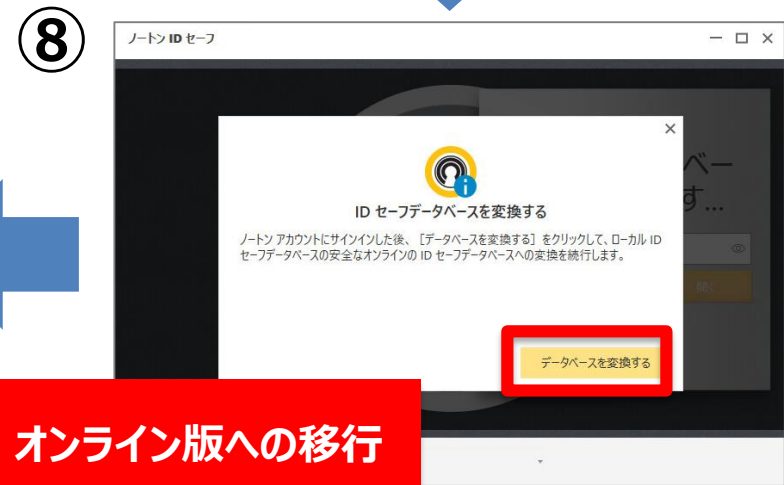 ⑧
ノートン ID セーフ
ベー
す...
ID セーフデータベースを変換する
ノートン アカウントにサインインした後、［データベースを変換する］をクリックして、ローカル ID
セーフデータベースの安全なオンラインの ID セーフデータベースへの変換を続行します。
開く
データベースを変換する
オンライン版への移行